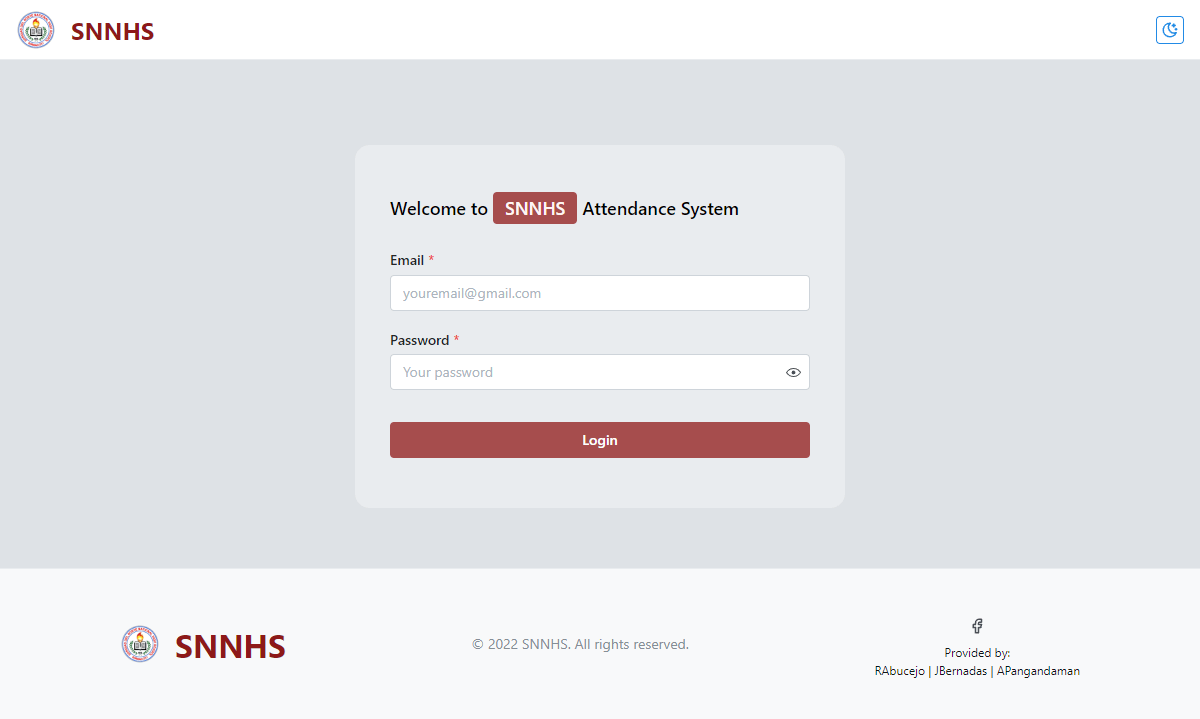 SNNHS
Welcome to SNNHS Attendance System
Email *
youremail@gmail.com
Password *
Your password
Login
SNNHS
© 2022 SNNHS. All rights reserved.
Provided by:
RAbucejo | JBernadas | APangandaman